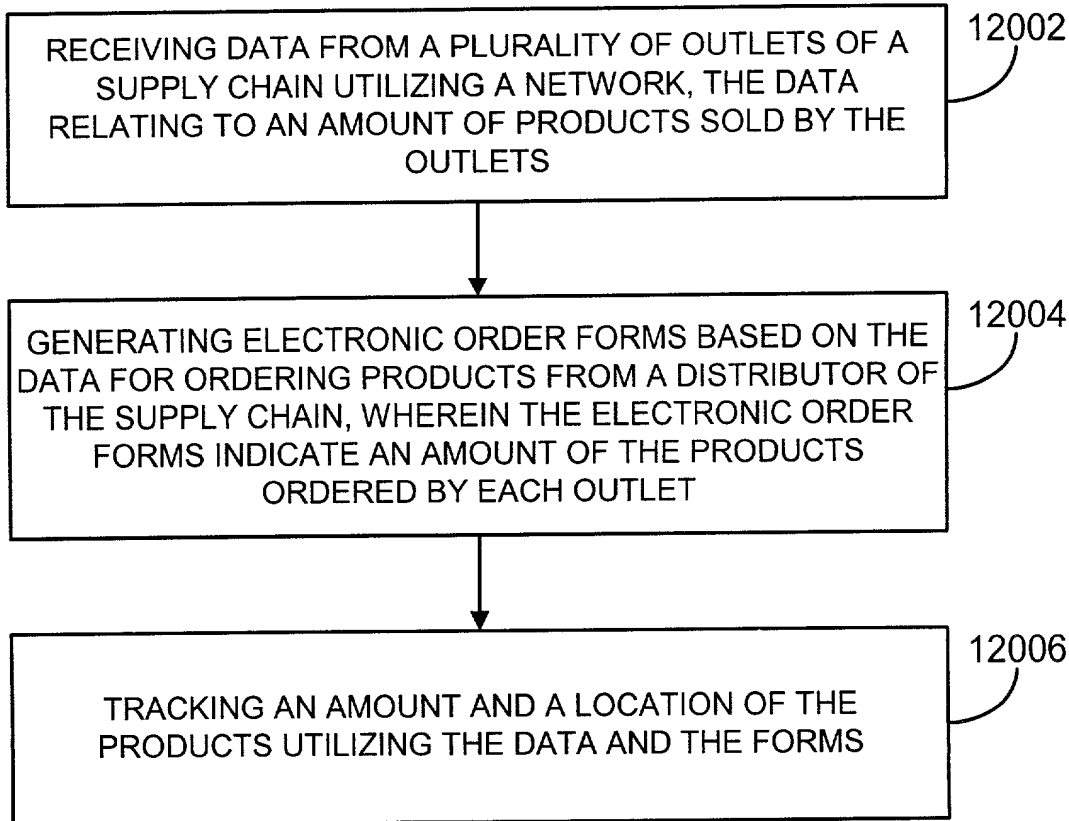 RECEIVING DATA FROM A PLURALITY OF OUTLETS OF A
SUPPLY CHAIN UTILIZING A NETWORK, THE DATA
RELATING TO AN AMOUNT OF PRODUCTS SOLD BY THE
OUTLETS
12002
GENERATING ELECTRONIC ORDER FORMS BASED ON THE
DATA FOR ORDERING PRODUCTS FROM A DISTRIBUTOR OF
THE SUPPLY CHAIN, WHEREIN THE ELECTRONIC ORDER
FORMS INDICATE AN AMOUNT OF THE PRODUCTS
ORDERED BY EACH OUTLET
12004
TRACKING AN AMOUNT AND A LOCATION OF THE
PRODUCTS UTILIZING THE DATA AND THE FORMS
12006